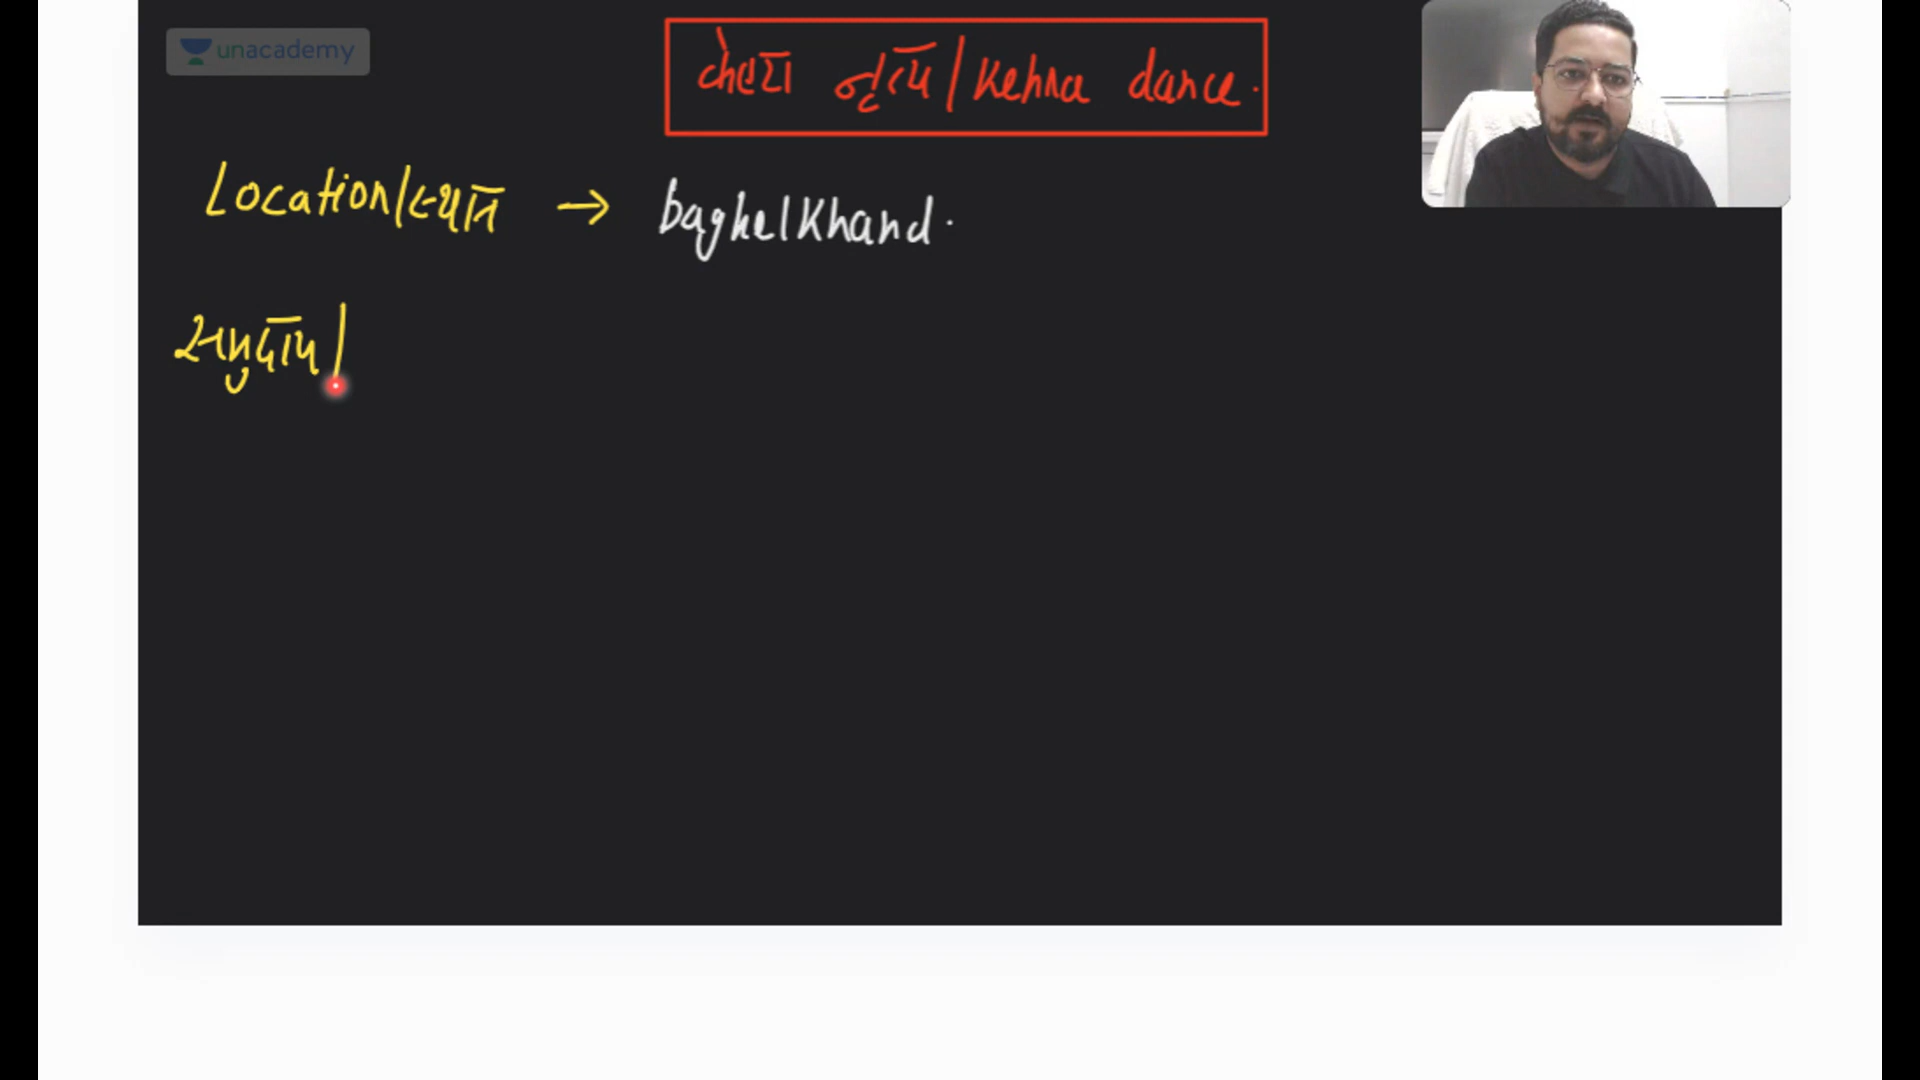 unacademy
केहरा नृत्य/Kehra dance.
Location/स्थान → baghelkhand.
समुदाय/